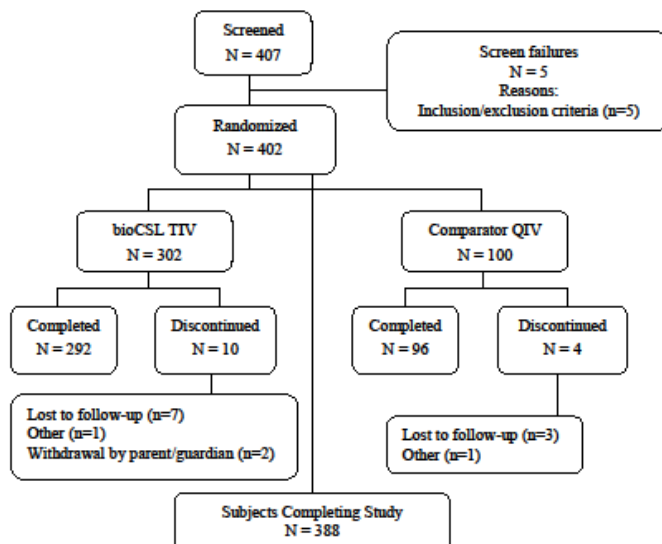 Screened
N = 407
Screen failures
N = 5
Reasons:
Inclusion/exclusion criteria (n=5)
Randomized
N = 402
bioCSL TIV
N = 302
Comparator QIV
N = 100
Completed
N = 292
Discontinued
N = 10
Completed
N = 96
Discontinued
N = 4
Lost to follow-up (n=7)
Other (n=1)
Withdrawal by parent/guardian (n=2)
Lost to follow-up (n=3)
Other (n=1)
Subjects Completing Study
N = 388